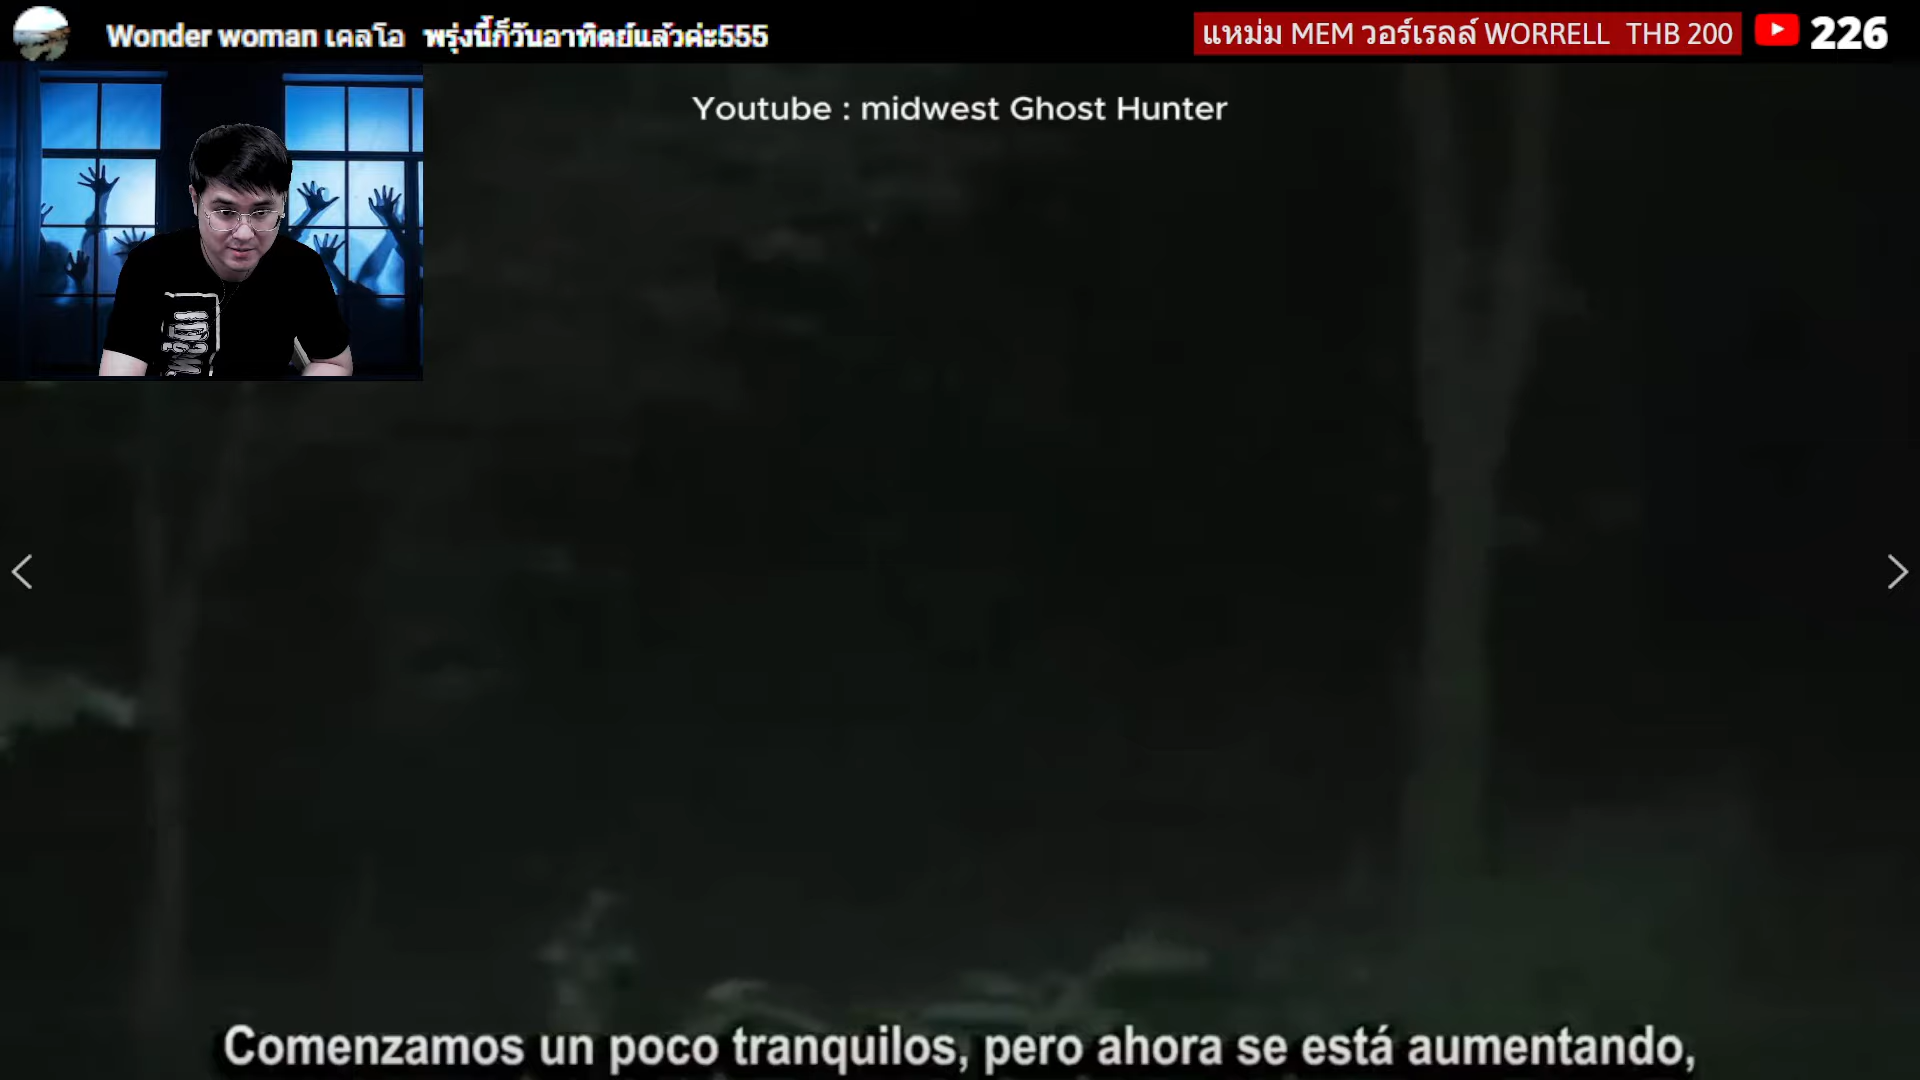 Wonder woman เคลโอ พรุ่งนี้ก็วันอาทิตย์แล้วค่ะ555
แหม่ม MEM วอร์เรลล์ WORRELL THB 200
226
Youtube : midwest Ghost Hunter
Comenzamos un poco tranquilos, pero ahora se está aumentando,